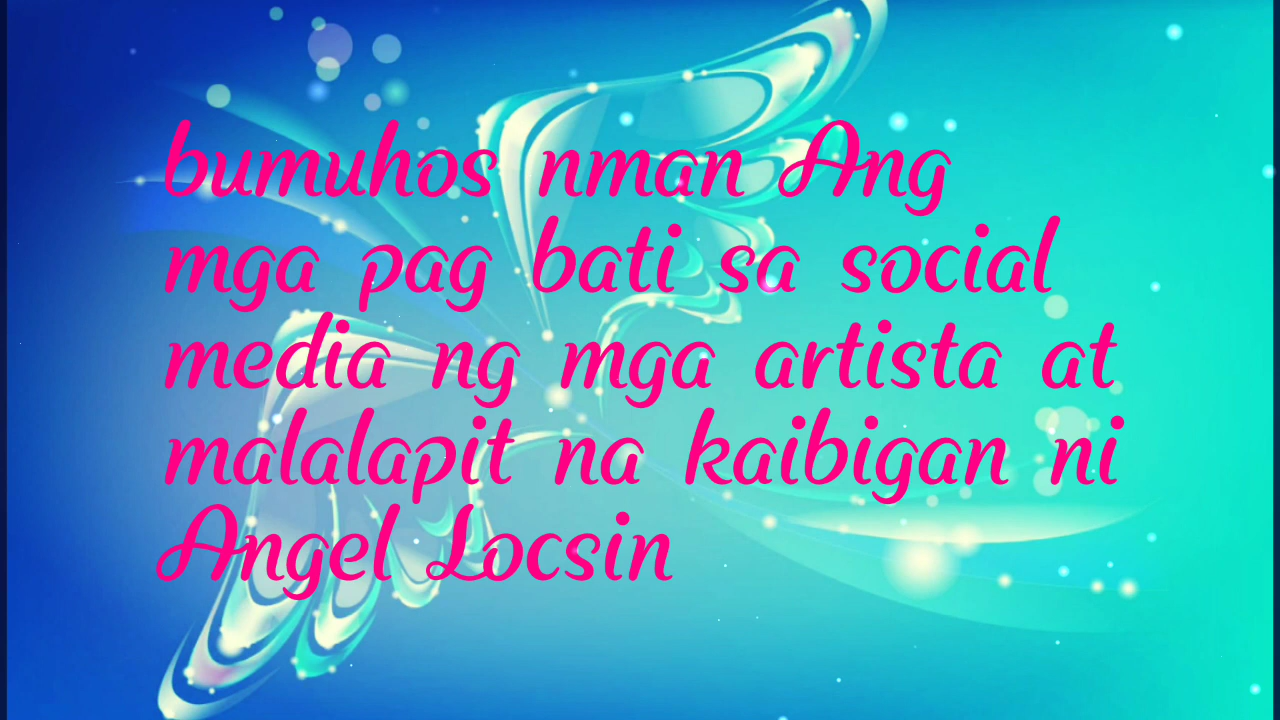 bumuhos nman Ang
mga pag bati sa social
media ng mga artista at
malalapit na kaibigan ni
Angel Locsin